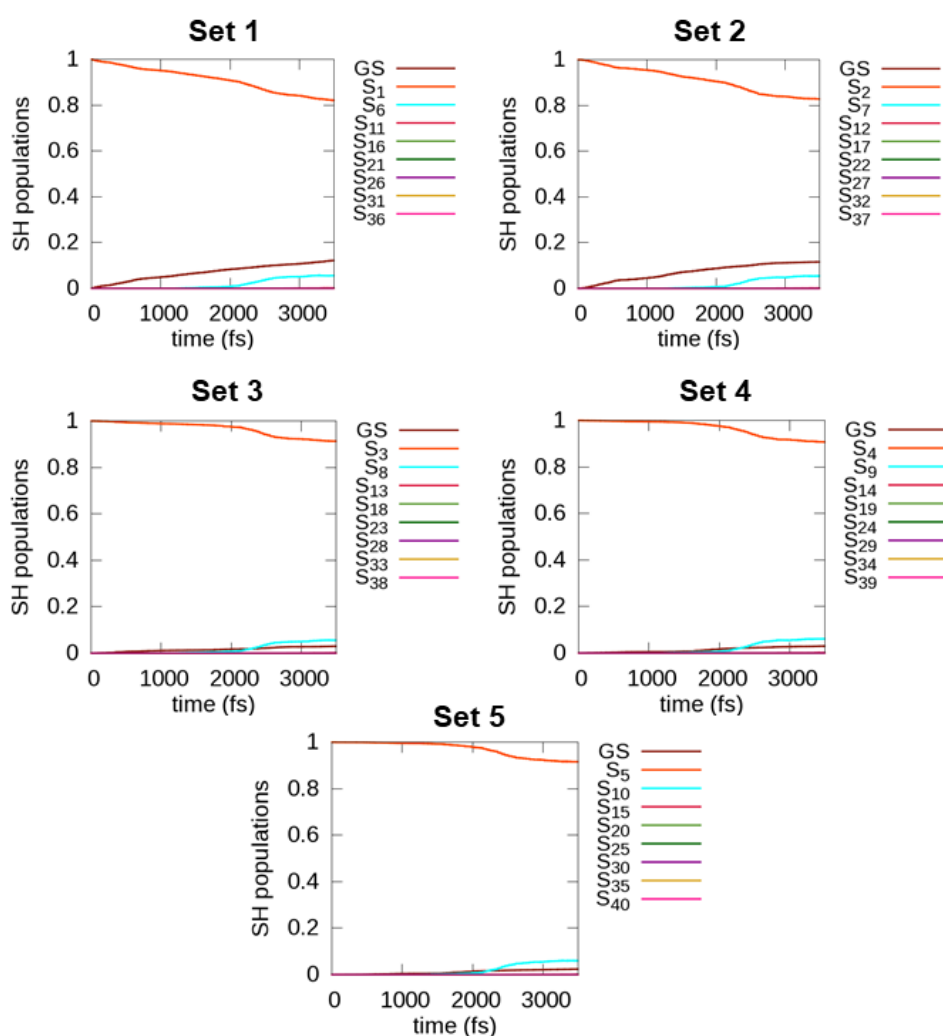 Set 1
SH populations
1
0.8
0.6
0.4
0.2
0
0 1000 2000 3000
time (fs)
GS
S1
S6
S11
S16
S21
S26
S31
S36
Set 2
SH populations
1
0.8
0.6
0.4
0.2
0
0 1000 2000 3000
time (fs)
GS
S2
S7
S12
S17
S22
S27
S32
S37
Set 3
SH populations
1
0.8
0.6
0.4
0.2
0
0 1000 2000 3000
time (fs)
GS
S3
S8
S13
S18
S23
S28
S33
S38
Set 4
SH populations
1
0.8
0.6
0.4
0.2
0
0 1000 2000 3000
time (fs)
GS
S4
S9
S14
S19
S24
S29
S34
S39
Set 5
SH populations
1
0.8
0.6
0.4
0.2
0
0 1000 2000 3000
time (fs)
GS
S5
S10
S15
S20
S25
S30
S35
S40